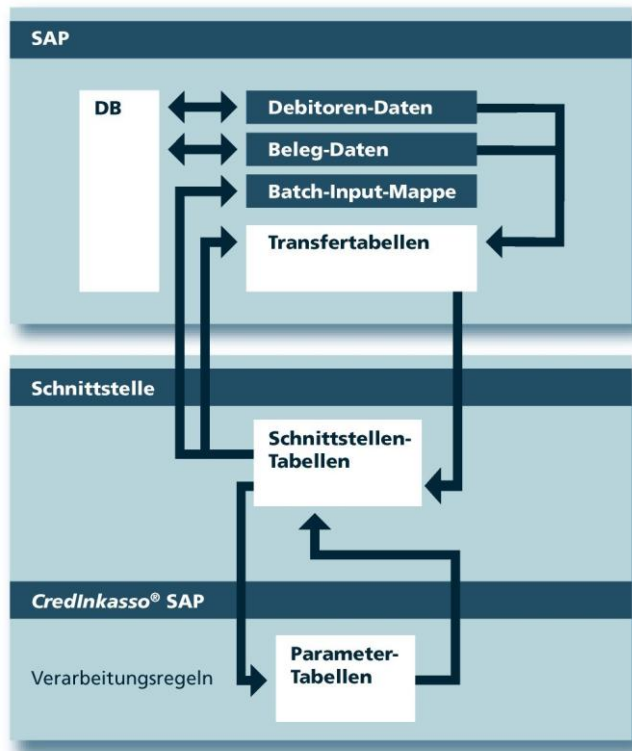 SAP
DB
Debitoren-Daten
Beleg-Daten
Batch-Input-Mappe
Transfertabellen
Schnittstelle
Schnittstellen-
Tabellen
CredInkasso® SAP
Verarbeitungsregeln
Parameter-
Tabellen